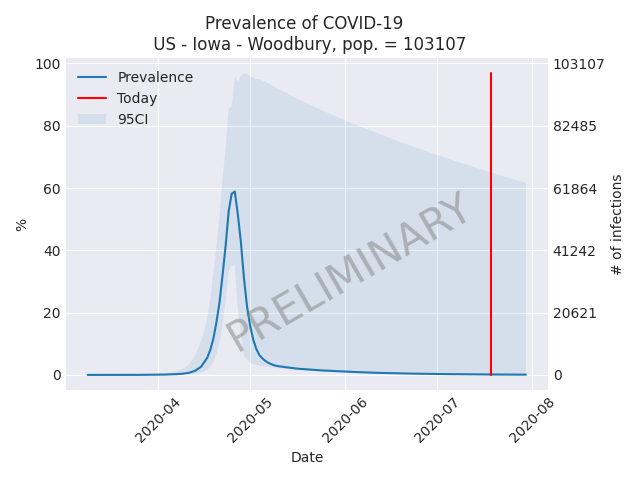 Prevalence of COVID-19
US - Iowa - Woodbury, pop. = 103107
Prevalence
Today
95CI
100
80
60
40
20
0
%
103107
82485
61864
41242
20621
0
# of infections
PRELIMINARY
2020-04
2020-05
2020-06
2020-07
2020-08
Date